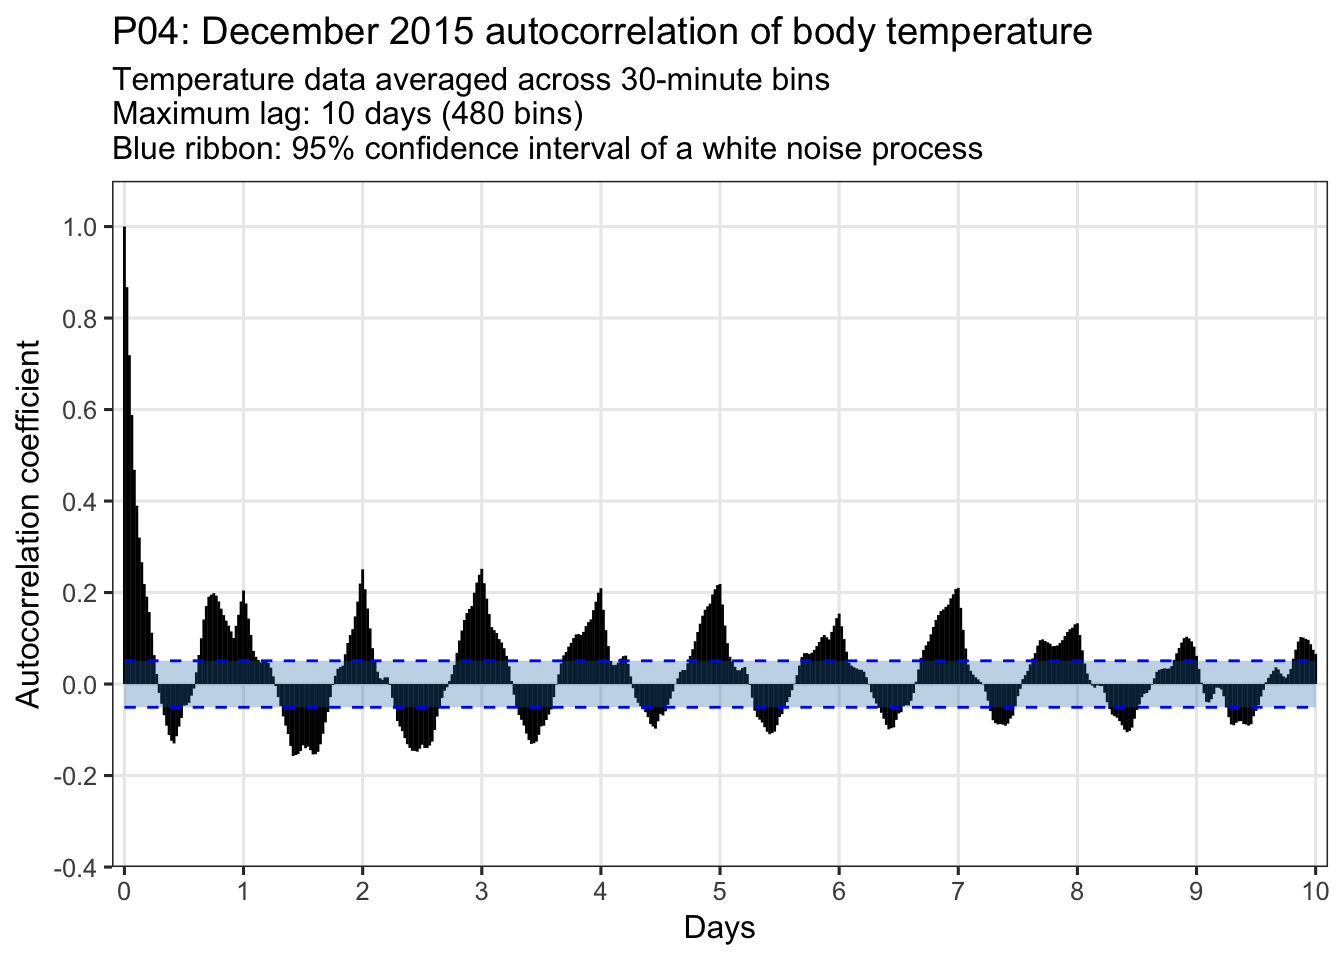 P04: December 2015 autocorrelation of body temperature
Temperature data averaged across 30-minute bins
Maximum lag: 10 days (480 bins)
Blue ribbon: 95% confidence interval of a white noise process
Autocorrelation coefficient
1.0
0.8
0.6
0.4
0.2
0.0
-0.2
-0.4
0 1 2 3 4 5 6 7 8 9 10
Days